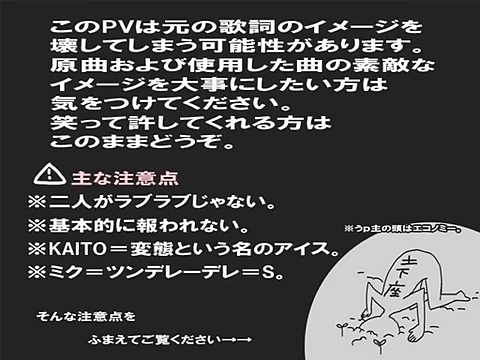 このPVは元の歌詞のイメージを
壊してしまう可能性があります。
原曲および使用した曲の素敵な
イメージを大事にしたい方は
気をつけてください。
笑って許してくれる方は
このままどうぞ。
主な注意点
※二人がラブラブじゃない。
※基本的に報われない。
※うp主の頭はエコノミー。
※KAITO＝変態という名のアイス。
※ミク＝ツンデレーデレ＝S。
土下座
そんな注意点を
ふまえてご覧ください→→